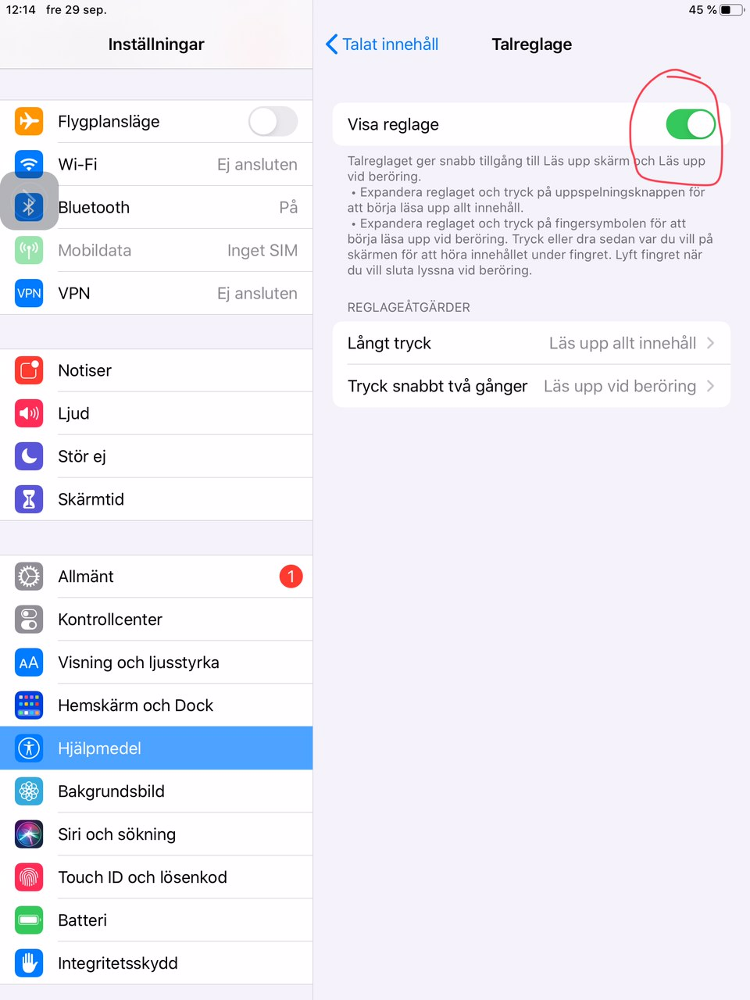 12:14 fre 29 sep.
45 %
Inställningar
Flygplansläge
Wi-Fi Ej ansluten
Bluetooth På
Mobildata Inget SIM
VPN VPN Ej ansluten
Notiser
Ljud
Stör ej
Skärmtid
Allmänt 1
Kontrollcenter
AA Visning och ljusstyrka
Hemskärm och Dock
Hjälpmedel
Bakgrundsbild
Siri och sökning
Touch ID och lösenkod
Batteri
Integritetsskydd
Talat innehåll Talreglage
Visa reglage
Talreglaget ger snabb tillgång till Läs upp skärm och Läs upp
vid beröring.
• Expandera reglaget och tryck på uppspelningsknappen för
att börja läsa upp allt innehåll.
• Expandera reglaget och tryck på fingersymbolen för att
börja läsa upp vid beröring. Tryck eller dra sedan var du vill på
skärmen för att höra innehållet under fingret. Lyft fingret när
du vill sluta lyssna vid beröring.
REGLAGEÅTGÄRDER
Långt tryck Läs upp allt innehåll
Tryck snabbt två gånger Läs upp vid beröring